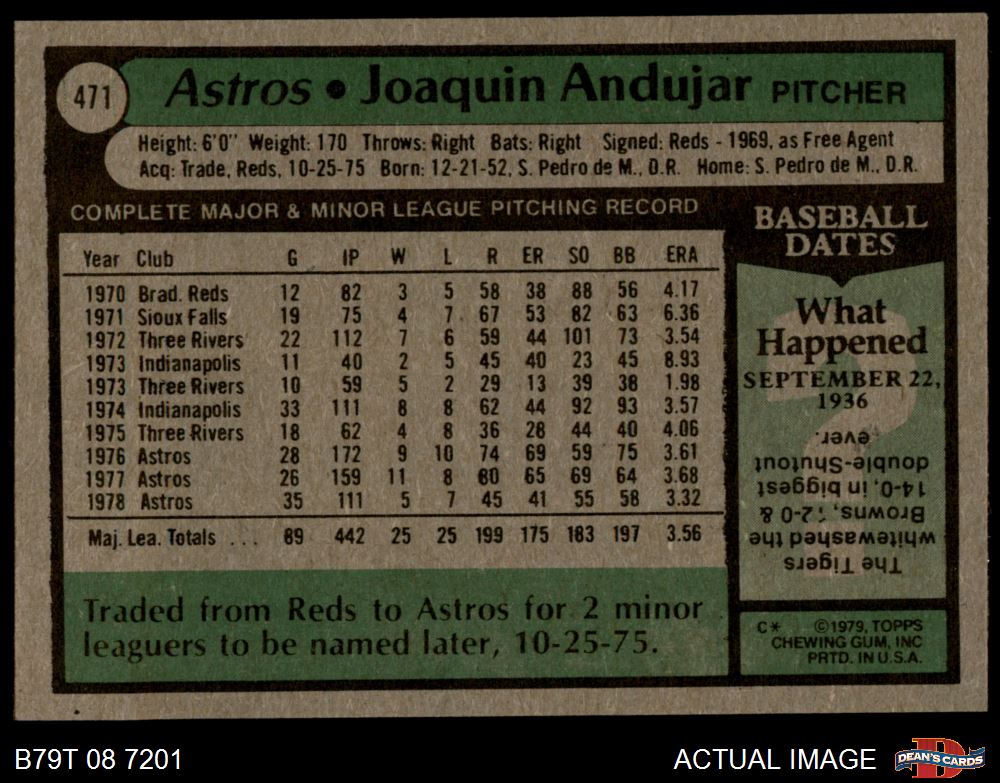 471
Astros • Joaquin Andujar PITCHER
Height: 6'0" Weight: 170 Throws: Right Bats: Right Signed: Reds - 1969, as Free Agent
Acq: Trade, Reds, 10-25-75 Born: 12-21-52, S. Pedro de M., D.R. Home: S. Pedro de M., D.R.
COMPLETE MAJOR & MINOR LEAGUE PITCHING RECORD
Year Club G IP W L R ER SO BB ERA
1970 Brad. Reds 12 82 3 5 58 38 88 56 4.17
1971 Sioux Falls 19 75 4 7 67 53 82 63 6.36
1972 Three Rivers 22 112 7 6 59 44 101 73 3.54
1973 Indianapolis 11 40 2 5 45 40 23 45 8.93
1973 Three Rivers 10 59 5 2 29 13 39 38 1.98
1974 Indianapolis 33 111 8 8 62 44 92 93 3.57
1975 Three Rivers 18 62 4 8 36 28 44 40 4.06
1976 Astros 28 172 9 10 74 69 59 75 3.61
1977 Astros 26 159 11 8 80 65 69 64 3.68
1978 Astros 35 111 5 7 45 41 55 58 3.32
Maj. Lea. Totals ... 89 442 25 25 199 175 183 197 3.56
Traded from Reds to Astros for 2 minor
leaguers to be named later, 10-25-75.
BASEBALL
DATES
What
Happened
SEPTEMBER 22,
1936
The Tigers
whitewashed the
Browns, 12-0 &
14-0, in biggest
double-Shutout
ever.
C* ©1979, TOPPS
CHEWING GUM, INC
PRTD. IN U.S.A.
B79T 08 7201
ACTUAL IMAGE
DEAN'S CARDS